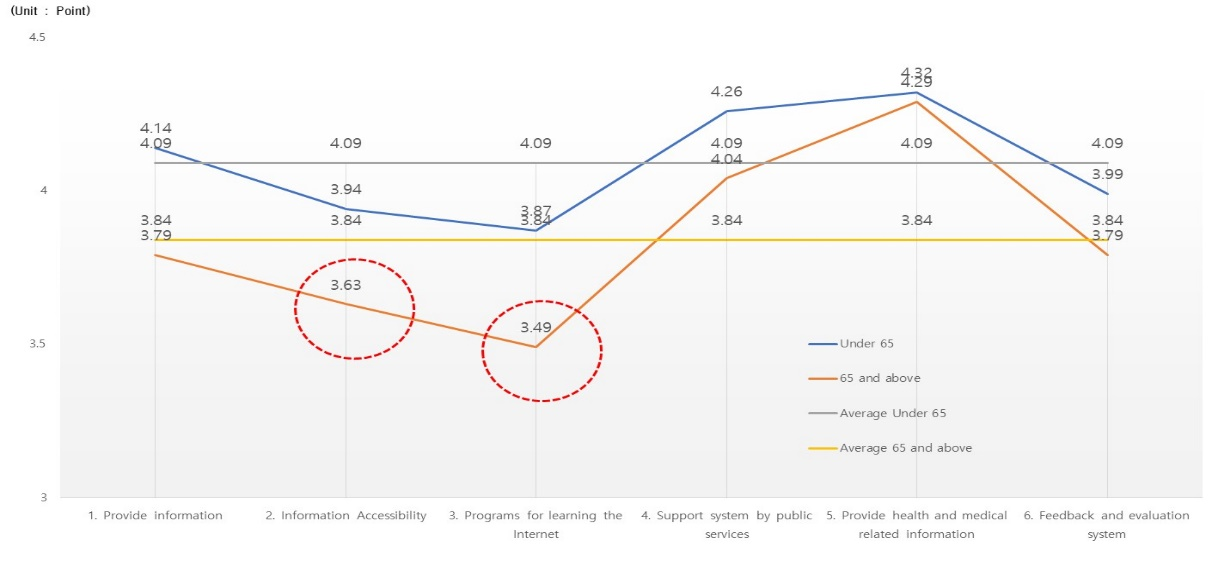 (Unit : Point)
4.5
4
3.5
3
4.14
4.09
3.84
3.79
4.09
3.94
3.84
3.63
4.09
3.87
3.84
3.49
4.26
4.09
4.04
3.84
4.32
4.29
4.09
3.84
4.09
3.99
3.84
3.79
Under 65
65 and above
Average Under 65
Average 65 and above
1. Provide information
2. Information Accessibility
3. Programs for learning the
Internet
4. Support system by public
services
5. Provide health and medical
related information
6. Feedback and evaluation
system